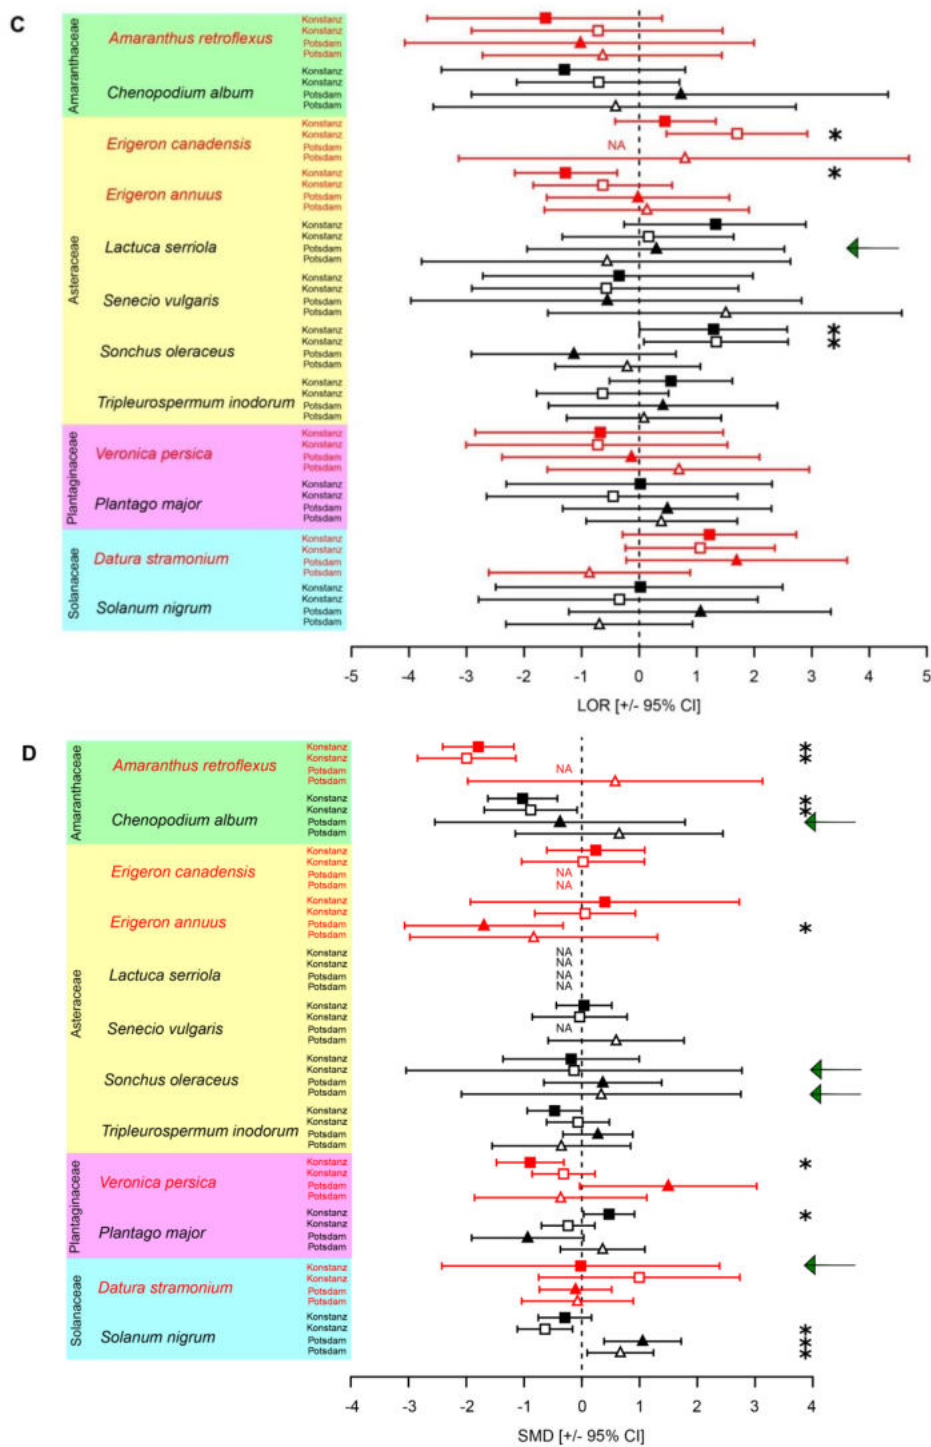 C
Amaranthaceae
Amaranthus retroflexus
Konstanz
Konstanz
Potsdam
Potsdam
Chenopodium album
Konstanz
Konstanz
Potsdam
Potsdam
Asteraceae
Erigeron canadensis
Konstanz
Konstanz
*
Potsdam
NA
Potsdam
Erigeron annuus
Konstanz
*
Konstanz
Potsdam
Potsdam
Lactuca serriola
Konstanz
Konstanz
Potsdam
Potsdam
Senecio vulgaris
Konstanz
Konstanz
Potsdam
Potsdam
Sonchus oleraceus
Konstanz
*
Konstanz
*
Potsdam
Potsdam
Tripleurospermum inodorum
Konstanz
Konstanz
Potsdam
Potsdam
Plantaginaceae
Veronica persica
Konstanz
Konstanz
Potsdam
Potsdam
Plantago major
Konstanz
Konstanz
Potsdam
Potsdam
Solanaceae
Datura stramonium
Konstanz
Konstanz
Potsdam
Potsdam
Solanum nigrum
Konstanz
Konstanz
Potsdam
Potsdam
-5 -4 -3 -2 -1 0 1 2 3 4 5
LOR [+/- 95% CI]
D
Amaranthaceae
Amaranthus retroflexus
Konstanz
*
Konstanz
*
Potsdam
NA
Potsdam
Chenopodium album
Konstanz
*
Konstanz
*
Potsdam
Potsdam
Asteraceae
Erigeron canadensis
Konstanz
Konstanz
Potsdam
NA
Potsdam
NA
Erigeron annuus
Konstanz
Konstanz
Potsdam
*
Potsdam
Lactuca serriola
Konstanz
NA
Konstanz
NA
Potsdam
NA
Potsdam
NA
Senecio vulgaris
Konstanz
Konstanz
Potsdam
NA
Potsdam
Sonchus oleraceus
Konstanz
Konstanz
Potsdam
Potsdam
Tripleurospermum inodorum
Konstanz
Konstanz
Potsdam
Potsdam
Plantaginaceae
Veronica persica
Konstanz
*
Konstanz
Potsdam
Potsdam
Plantago major
Konstanz
*
Konstanz
Potsdam
Potsdam
Solanaceae
Datura stramonium
Konstanz
Konstanz
Potsdam
Potsdam
Solanum nigrum
Konstanz
Konstanz
*
Potsdam
*
Potsdam
*
-4 -3 -2 -1 0 1 2 3 4
SMD [+/- 95% CI]